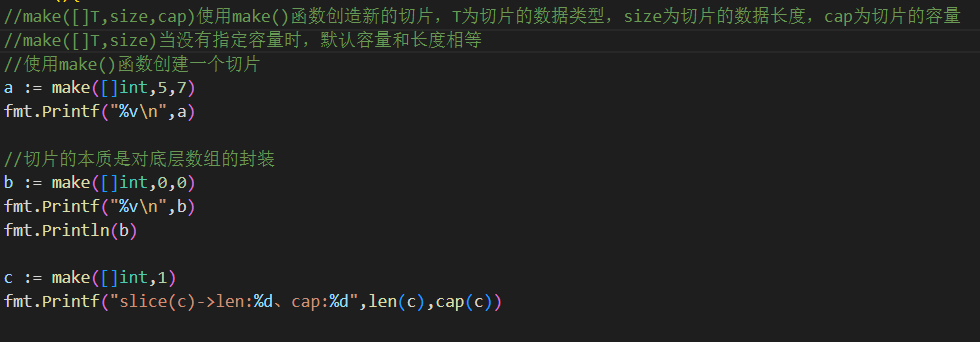 //make([]T,size,cap)使用make()函数创造新的切片，T为切片的数据类型，size为切片的数据长度，cap为切片的容量
//make([]T,size)当没有指定容量时，默认容量和长度相等
//使用make()函数创建一个切片
a := make([]int,5,7)
fmt.Printf("%v\n",a)
//切片的本质是对底层数组的封装
b := make([]int,0,0)
fmt.Printf("%v\n",b)
fmt.Println(b)
c := make([]int,1)
fmt.Printf("slice(c)->len:%d、cap:%d",len(c),cap(c))